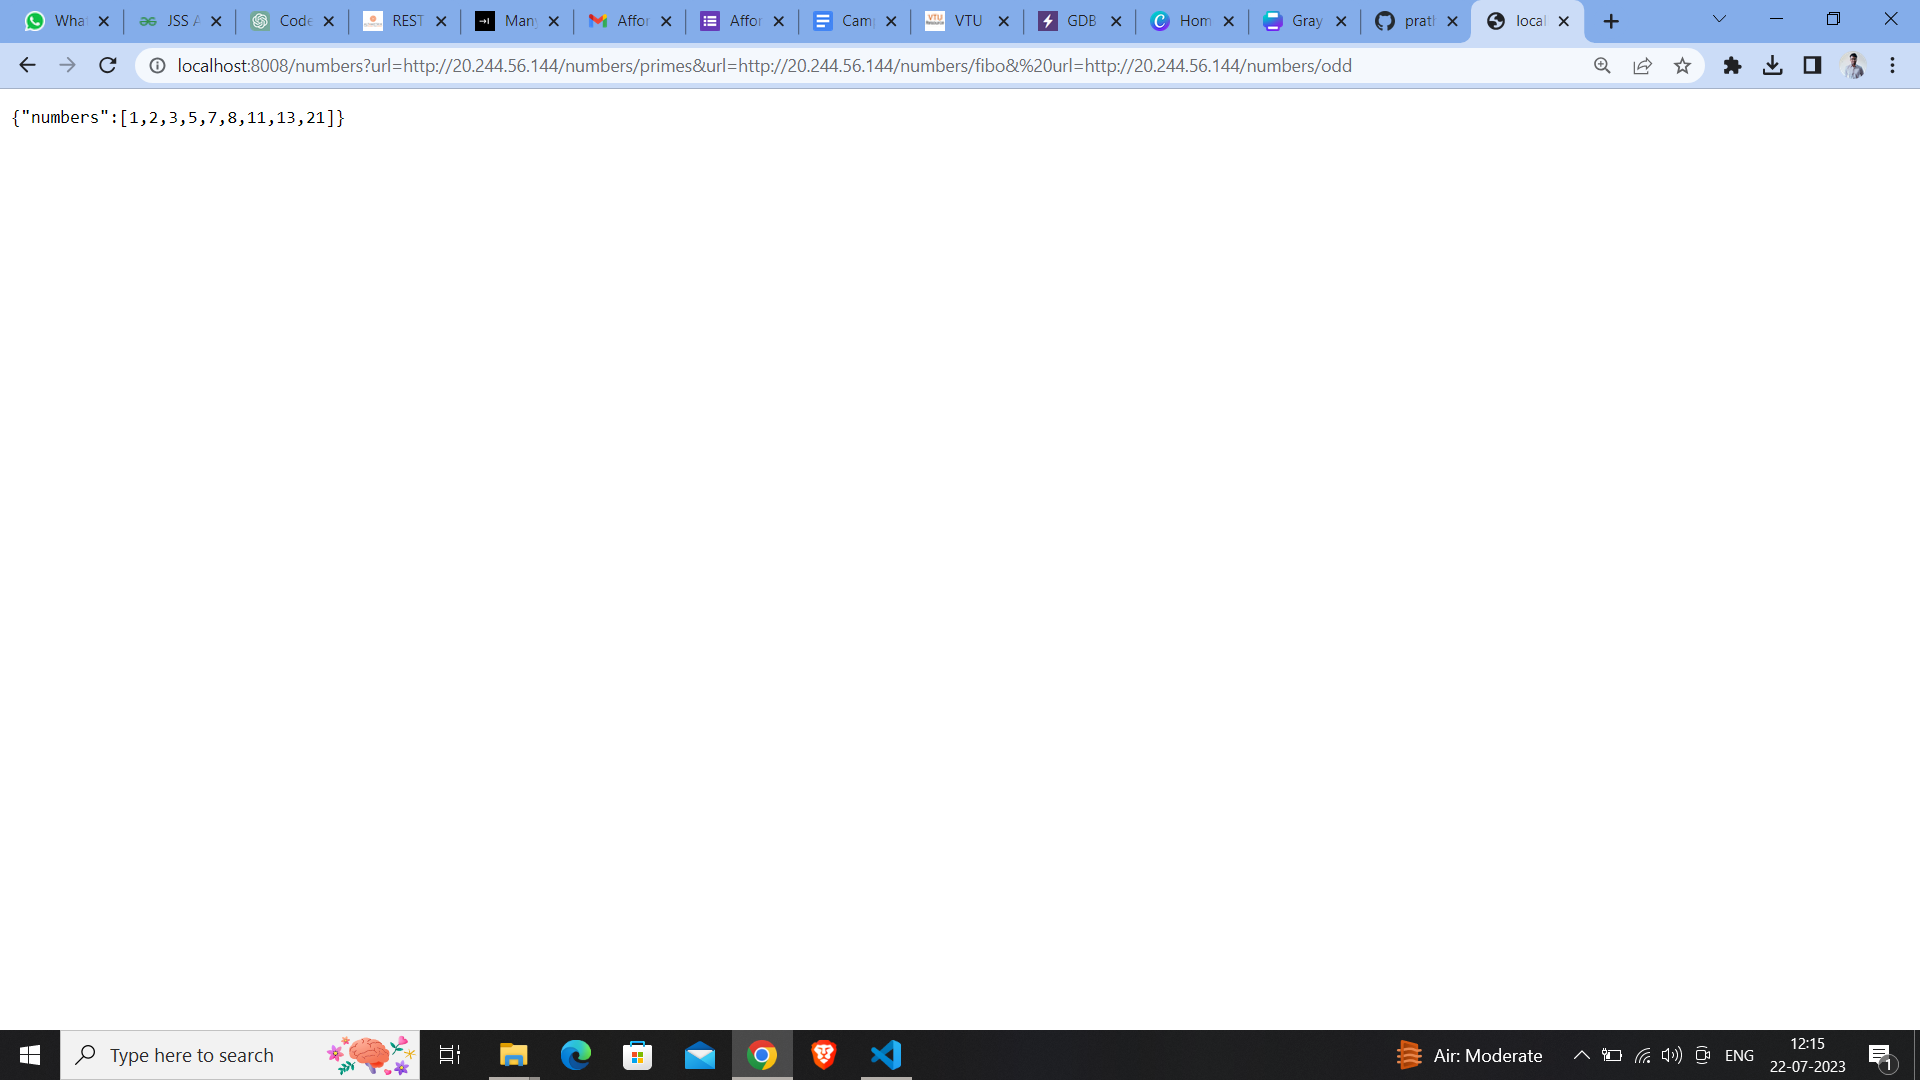 What
JSS A
Code
REST
Many
Affor
Affor
Camp
VTU
GDB
Hom
Gray
prath
local
localhost:8008/numbers?url=http://20.244.56.144/numbers/primes&url=http://20.244.56.144/numbers/fibo&%20url=http://20.244.56.144/numbers/odd
{"numbers":[1,2,3,5,7,8,11,13,21]}
Type here to search
Air: Moderate
ENG
12:15
22-07-2023
1